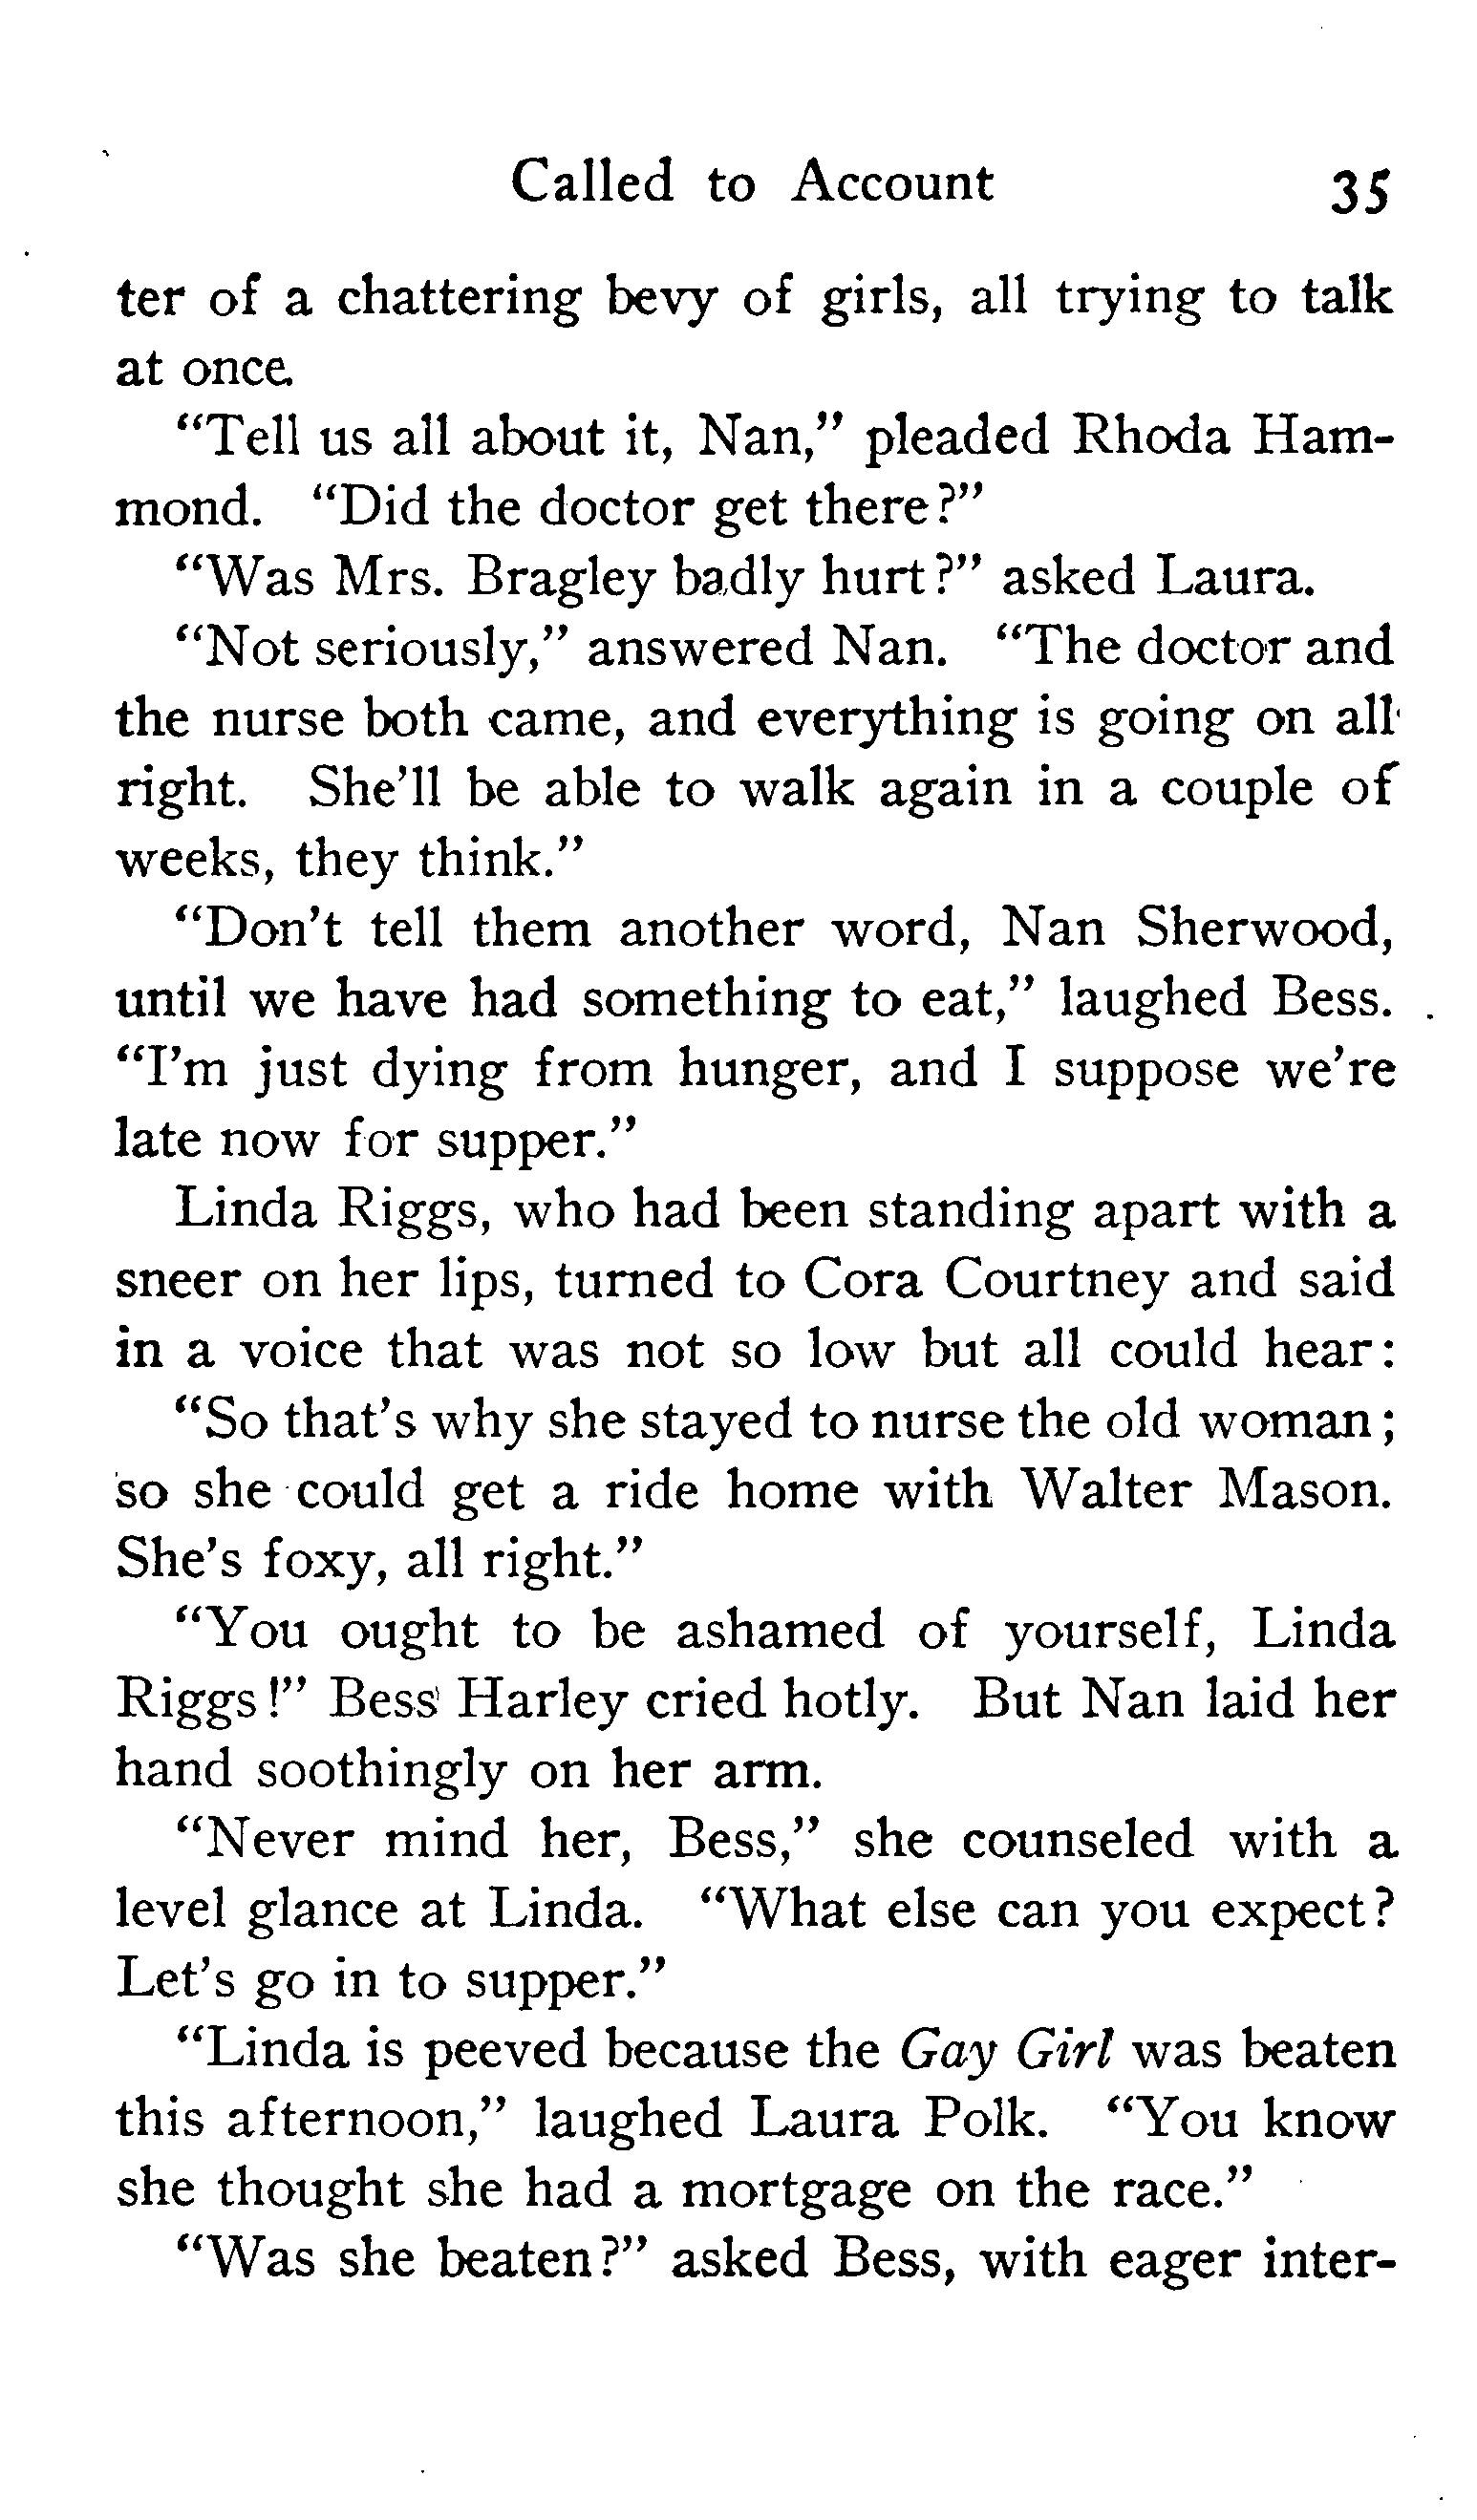 Called to Account 35
ter of a chattering bevy of girls, all trying to talk
at once.
"Tell us all about it, Nan," pleaded Rhoda Ham-
mond. "Did the doctor get there?"
"Was Mrs. Bragley badly hurt?" asked Laura.
"Not seriously," answered Nan. "The doctor and
the nurse both came, and everything is going on all
right. She'll be able to walk again in a couple of
weeks, they think."
"Don't tell them another word, Nan Sherwood,
until we have had something to eat," laughed Bess.
"I'm just dying from hunger, and I suppose we're
late now for supper."
Linda Riggs, who had been standing apart with a
sneer on her lips, turned to Cora Courtney and said
in a voice that was not so low but all could hear:
"So that's why she stayed to nurse the old woman;
so she could get a ride home with Walter Mason.
She's foxy, all right."
"You ought to be ashamed of yourself, Linda
Riggs!" Bess Harley cried hotly. But Nan laid her
hand soothingly on her arm.
"Never mind her, Bess," she counseled with a
level glance at Linda. "What else can you expect?
Let's go in to supper."
"Linda is peeved because the Gay Girl was beaten
this afternoon," laughed Laura Polk. "You know
she thought she had a mortgage on the race."
"Was she beaten?" asked Bess, with eager inter-